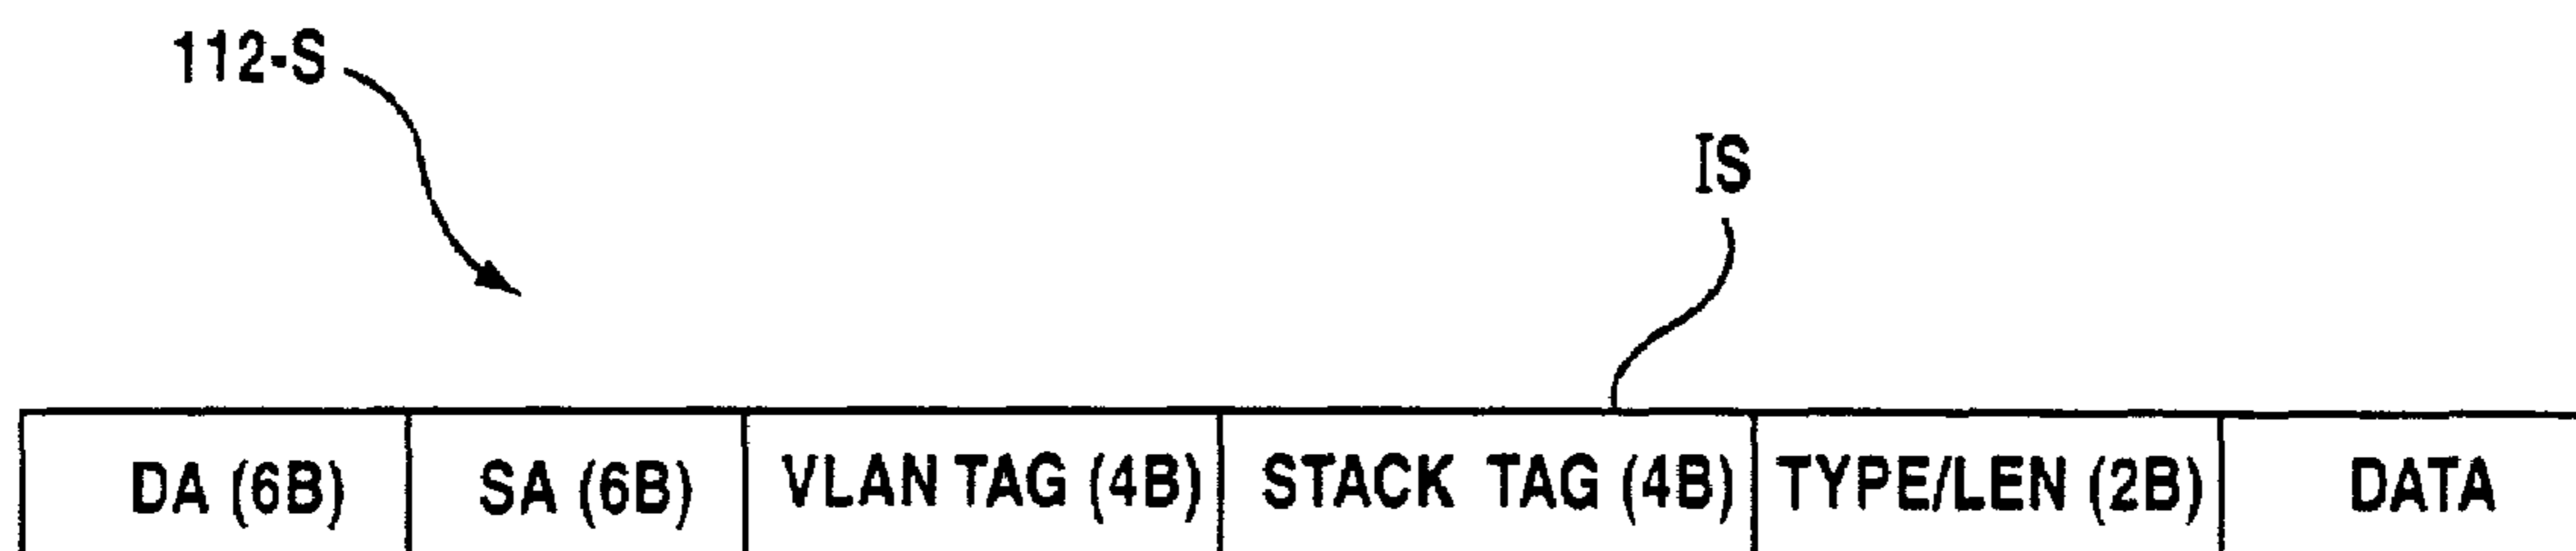 112-S
IS
DA (6B) SA (6B) VLAN TAG (4B) STACK TAG (4B) TYPE/LEN (2B) DATA